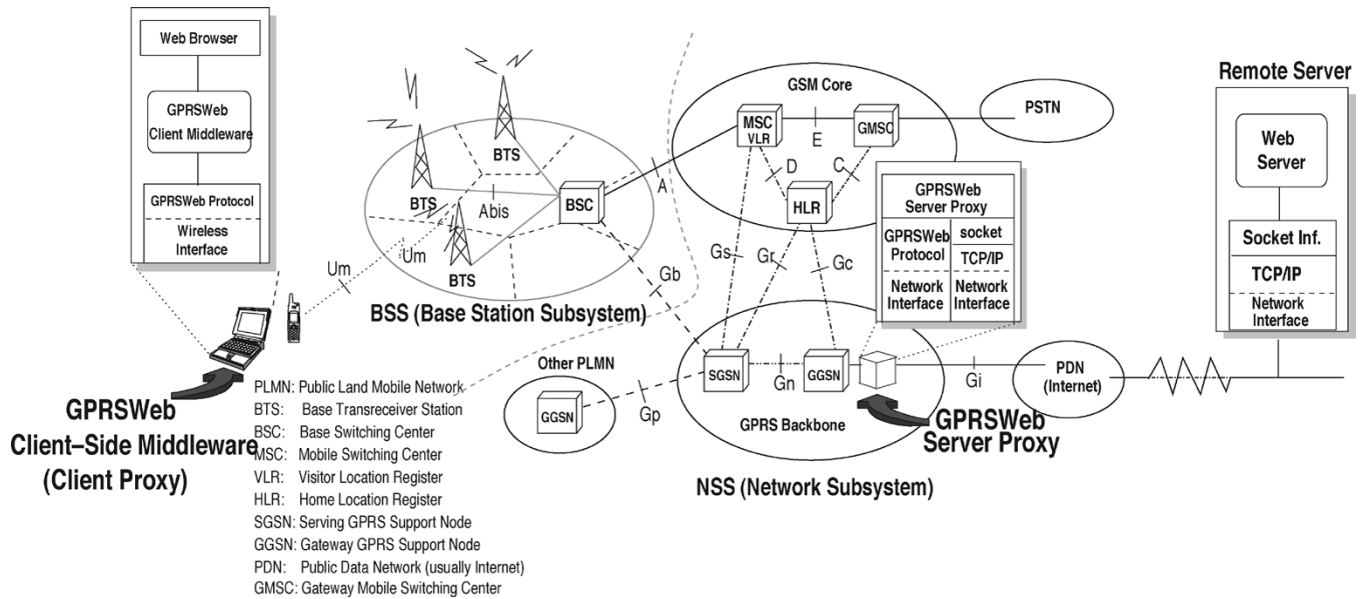 Web Browser
GPRSWeb
Client Middleware
GPRSWeb Protocol
Wireless
Interface
Um
Um
BTS
BTS
BTS
Abis
BSC
A
Gb
BSS (Base Station Subsystem)
GSM Core
MSC
VLR
E
GMSC
D
C
HLR
PSTN
Gs
Gr
Gc
GPRSWeb
Server Proxy
GPRSWeb
Protocol
Network
Interface
socket
TCP/IP
Network
Interface
Remote Server
Web
Server
Socket Inf.
TCP/IP
Network
Interface
Other PLMN
GGSN
Gp
SGSN
Gn
GGSN
GPRS Backbone
Gi
PDN
(Internet)
GPRSWeb
Server Proxy
NSS (Network Subsystem)
GPRSWeb
Client–Side Middleware
(Client Proxy)
PLMN: Public Land Mobile Network
BTS: Base Transreceiver Station
BSC: Base Switching Center
MSC: Mobile Switching Center
VLR: Visitor Location Register
HLR: Home Location Register
SGSN: Serving GPRS Support Node
GGSN: Gateway GPRS Support Node
PDN: Public Data Network (usually Internet)
GMSC: Gateway Mobile Switching Center